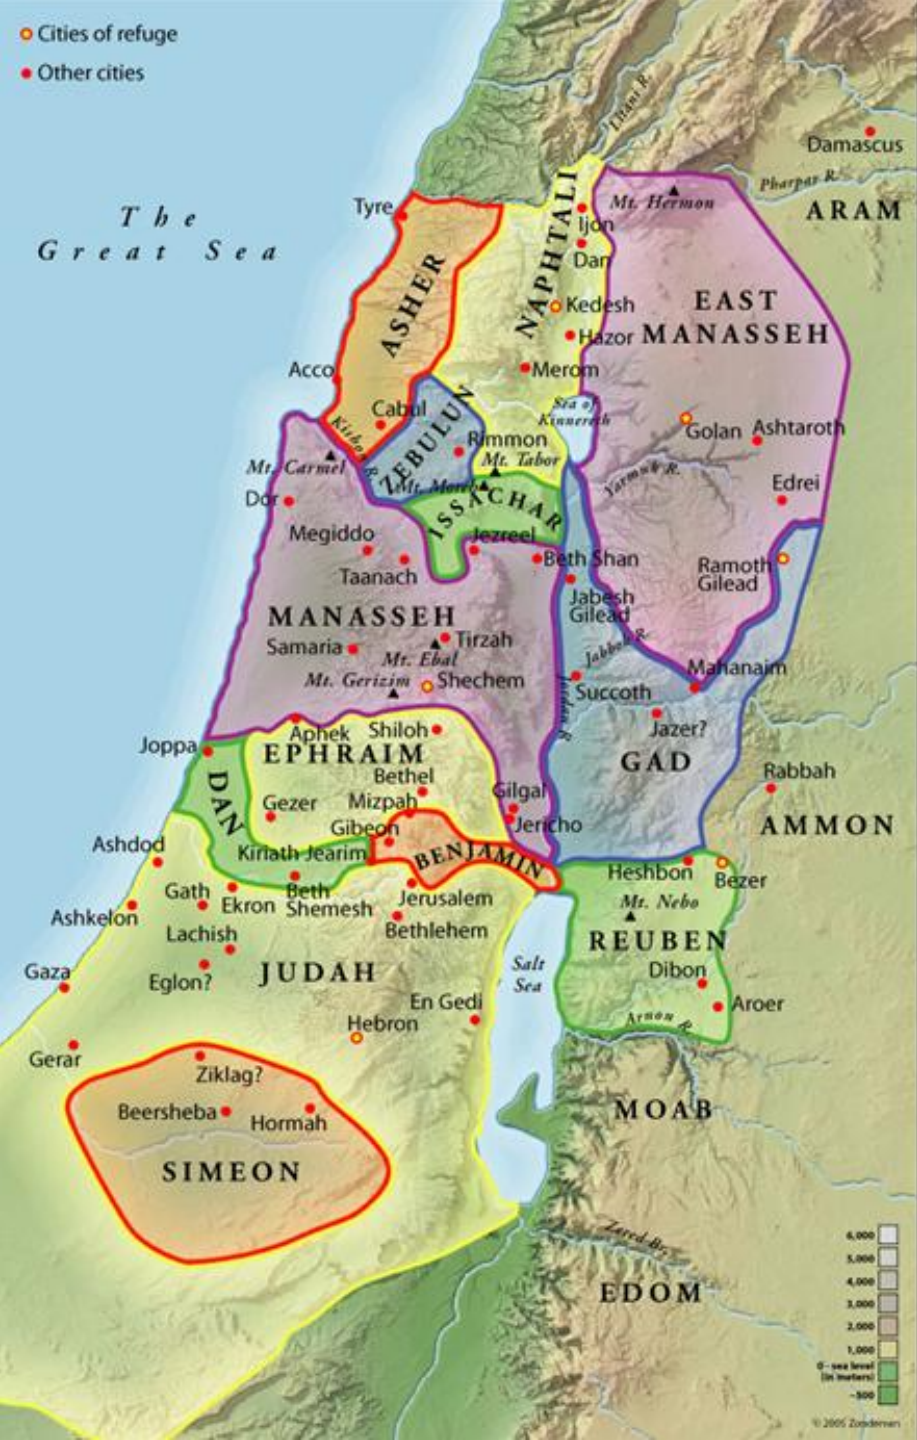 Cities of refuge
Other cities
Litani R.
Damascus
Pharpar R.
ARAM
Mt. Hermon
The
Great Sea
Tyre
NAPHTALI
Ijon
Dan
ASHER
Kedesh
EAST
MANASSEH
Hazor
Acco
Merom
Cabul
Sea of
Kinnereth
Golan
Ashtaroth
Kishon R.
ZEBULUN
Rimmon
Mt. Tabor
Mt. Carmel
Mt. Moreh
Yarmuk R.
Edrei
Dor
ISSACHAR
Megiddo
Jezreel
Taanach
Beth Shan
Ramoth
Gilead
Jabesh
Gilead
MANASSEH
Samaria
Tirzah
Mt. Ebal
Jabbok R.
Mt. Gerizim
Shechem
Mahanaim
Succoth
Jordan R.
Jazer?
Joppa
Aphek
Shiloh
EPHRAIM
GAD
DAN
Bethel
Rabbah
Gezer
Mizpah
Gilgal
Gibeon
Jericho
AMMON
Ashdod
Kiriath Jearim
BENJAMIN
Heshbon
Bezer
Gath
Ekron
Beth
Shemesh
Jerusalem
Mt. Nebo
Ashkelon
Bethlehem
Lachish
REUBEN
Gaza
Eglon?
JUDAH
Salt
Sea
Dibon
En Gedi
Aroer
Hebron
Arnon R.
Gerar
Ziklag?
Beersheba
Hormah
MOAB
SIMEON
Zered Br.
EDOM
6,000
5,000
4,000
3,000
2,000
1,000
0–sea level
(in meters)
-500
© 2005 Zondervan